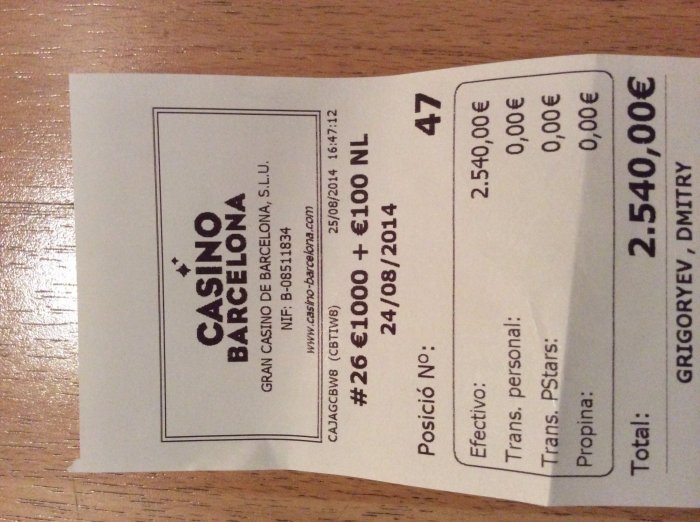 CASINO
BARCELONA
GRAN CASINO DE BARCELONA, S.L.U.
NIF: B-08511834
www.casino-barcelona.com
CAJAGCBW8 (CBTIW8) 25/08/2014 16:47:12
#26 €1000 + €100 NL
24/08/2014
Posició Nº: 47
Efectivo: 2.540,00€
Trans. personal: 0,00€
Trans. PStars: 0,00€
Propina: 0,00€
Total: 2.540,00€
GRIGORYEV, DMITRY